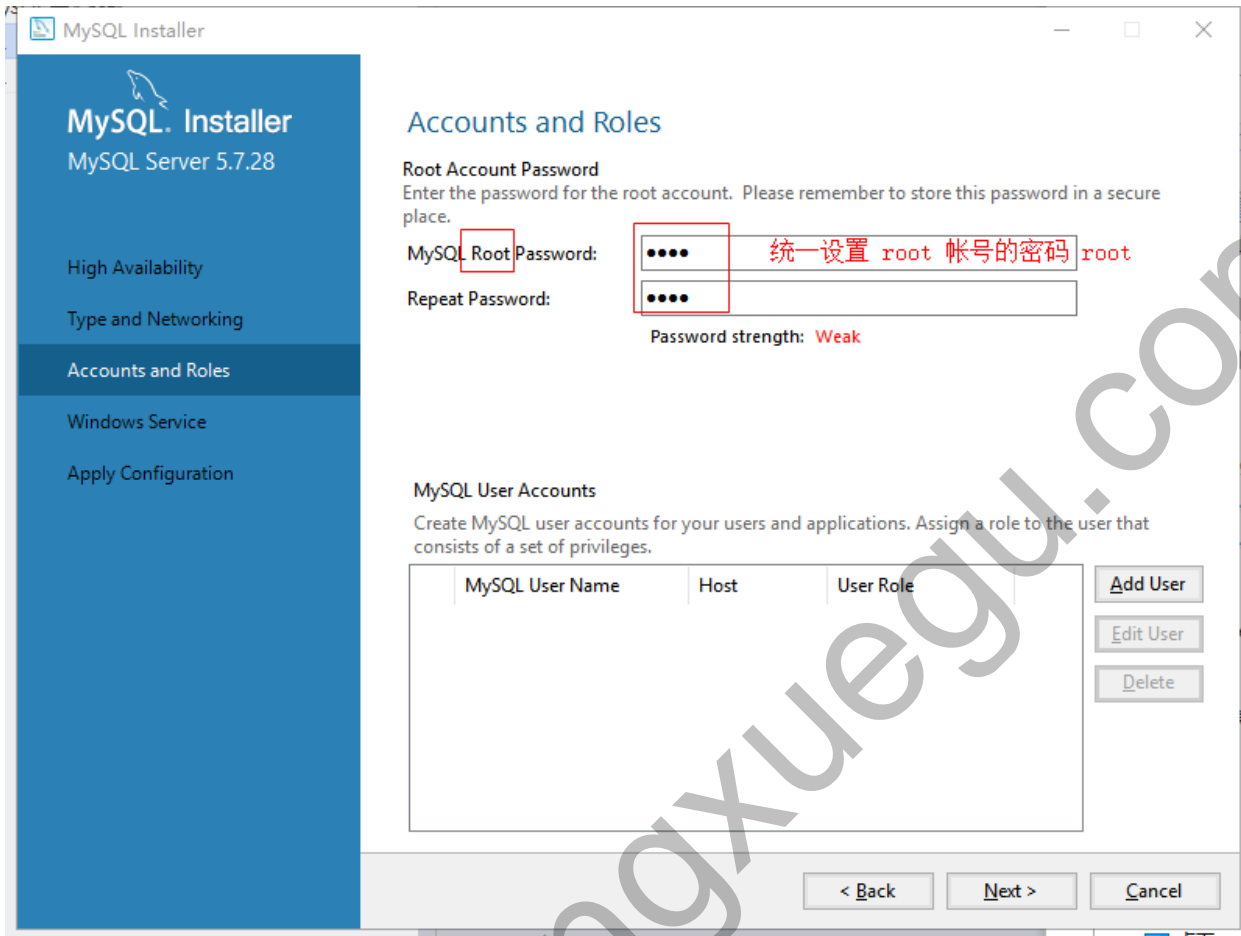 MySQL Installer
MySQL. Installer
MySQL Server 5.7.28
High Availability
Type and Networking
Accounts and Roles
Windows Service
Apply Configuration
Accounts and Roles
Root Account Password
Enter the password for the root account. Please remember to store this password in a secure
place.
MySQL Root Password: •••• 统一设置 root 帐号的密码 root
Repeat Password: ••••
Password strength: Weak
MySQL User Accounts
Create MySQL user accounts for your users and applications. Assign a role to the user that
consists of a set of privileges.
MySQL User Name Host User Role
Add User
Edit User
Delete
< Back Next > Cancel